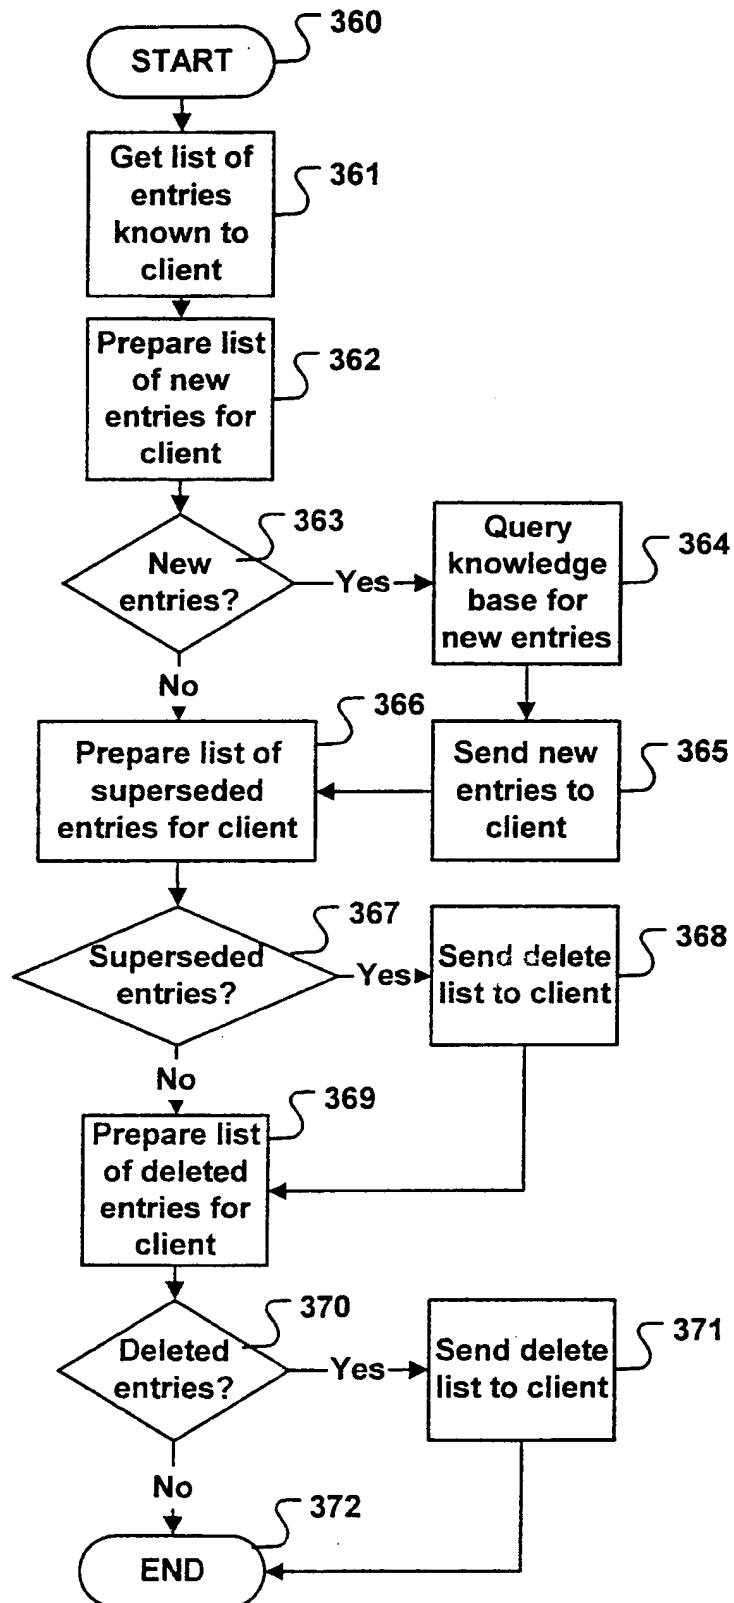 360
START
Get list of
entries
known to
client
361
Prepare list
of new
entries for
client
362
363
New
entries?
Yes
Query
knowledge
base for
new entries
364
No
366
Prepare list of
superseded
entries for client
Send new
entries to
client
365
367
Superseded
entries?
Yes
Send delete
list to client
368
No
369
Prepare list
of deleted
entries for
client
370
Deleted
entries?
Yes
Send delete
list to client
371
No
372
END